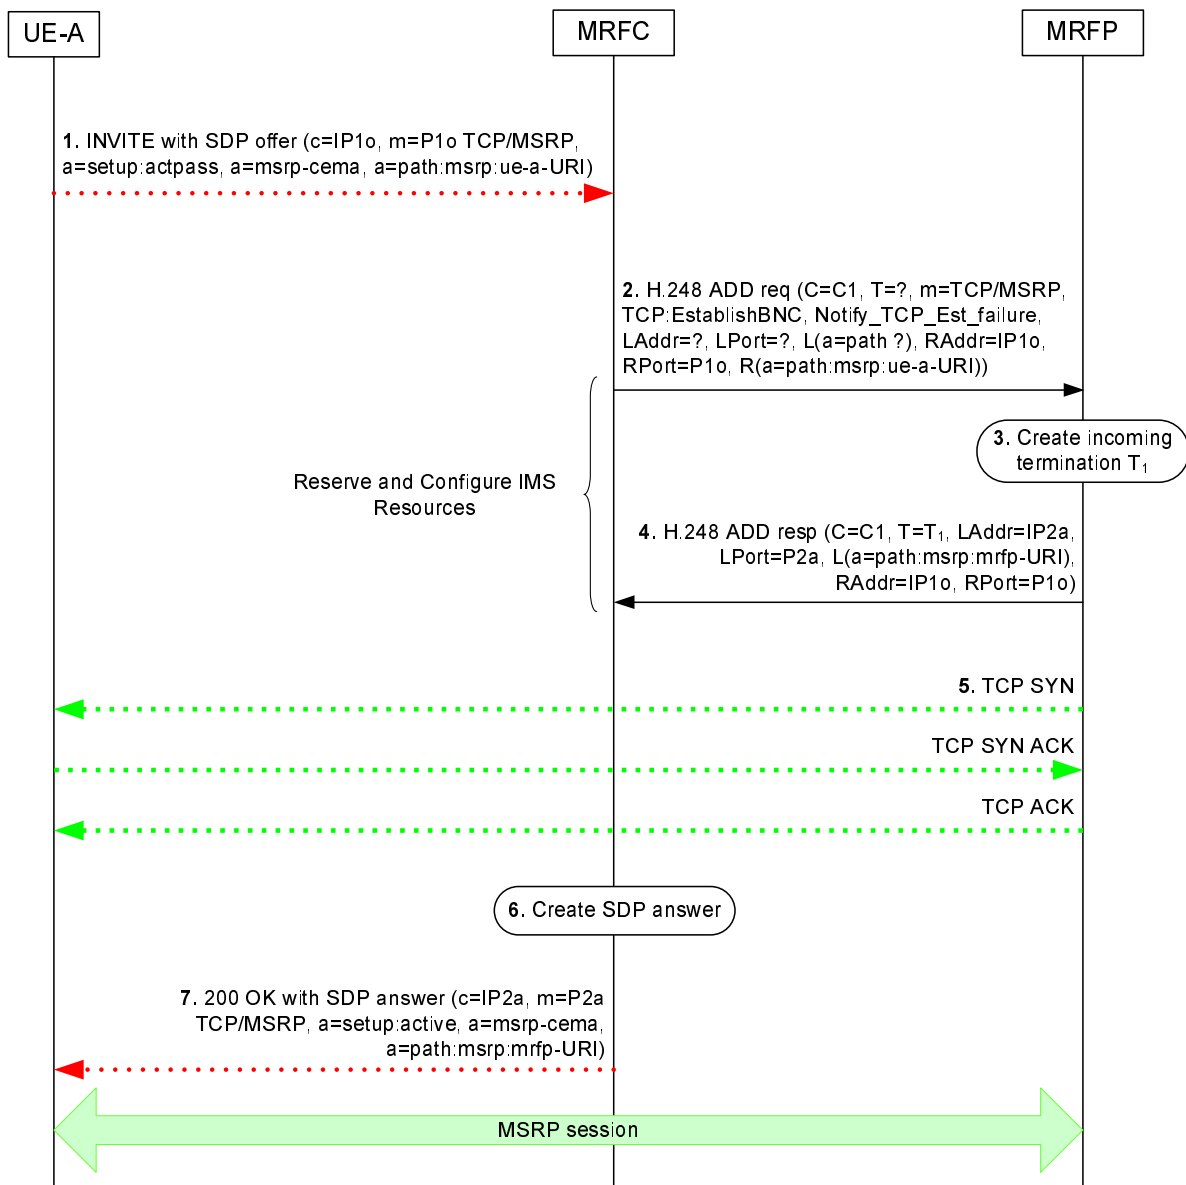 UE-A
MRFC
MRFP
1. INVITE with SDP offer (c=IP1o, m=P1o TCP/MSRP,
a=setup:actpass, a=msrp-cema, a=path:msrp:ue-a-URI)
2. H.248 ADD req (C=C1, T=?, m=TCP/MSRP,
TCP:EstablishBNC, Notify_TCP_Est_failure,
LAddr=?, LPort=?, L(a=path ?), RAddr=IP1o,
RPort=P1o, R(a=path:msrp:ue-a-URI))
3. Create incoming
termination T₁
Reserve and Configure IMS
Resources
4. H.248 ADD resp (C=C1, T=T₁, LAddr=IP2a,
LPort=P2a, L(a=path:msrp:mrfp-URI),
RAddr=IP1o, RPort=P1o)
5. TCP SYN
TCP SYN ACK
TCP ACK
6. Create SDP answer
7. 200 OK with SDP answer (c=IP2a, m=P2a
TCP/MSRP, a=setup:active, a=msrp-cema,
a=path:msrp:mrfp-URI)
MSRP session